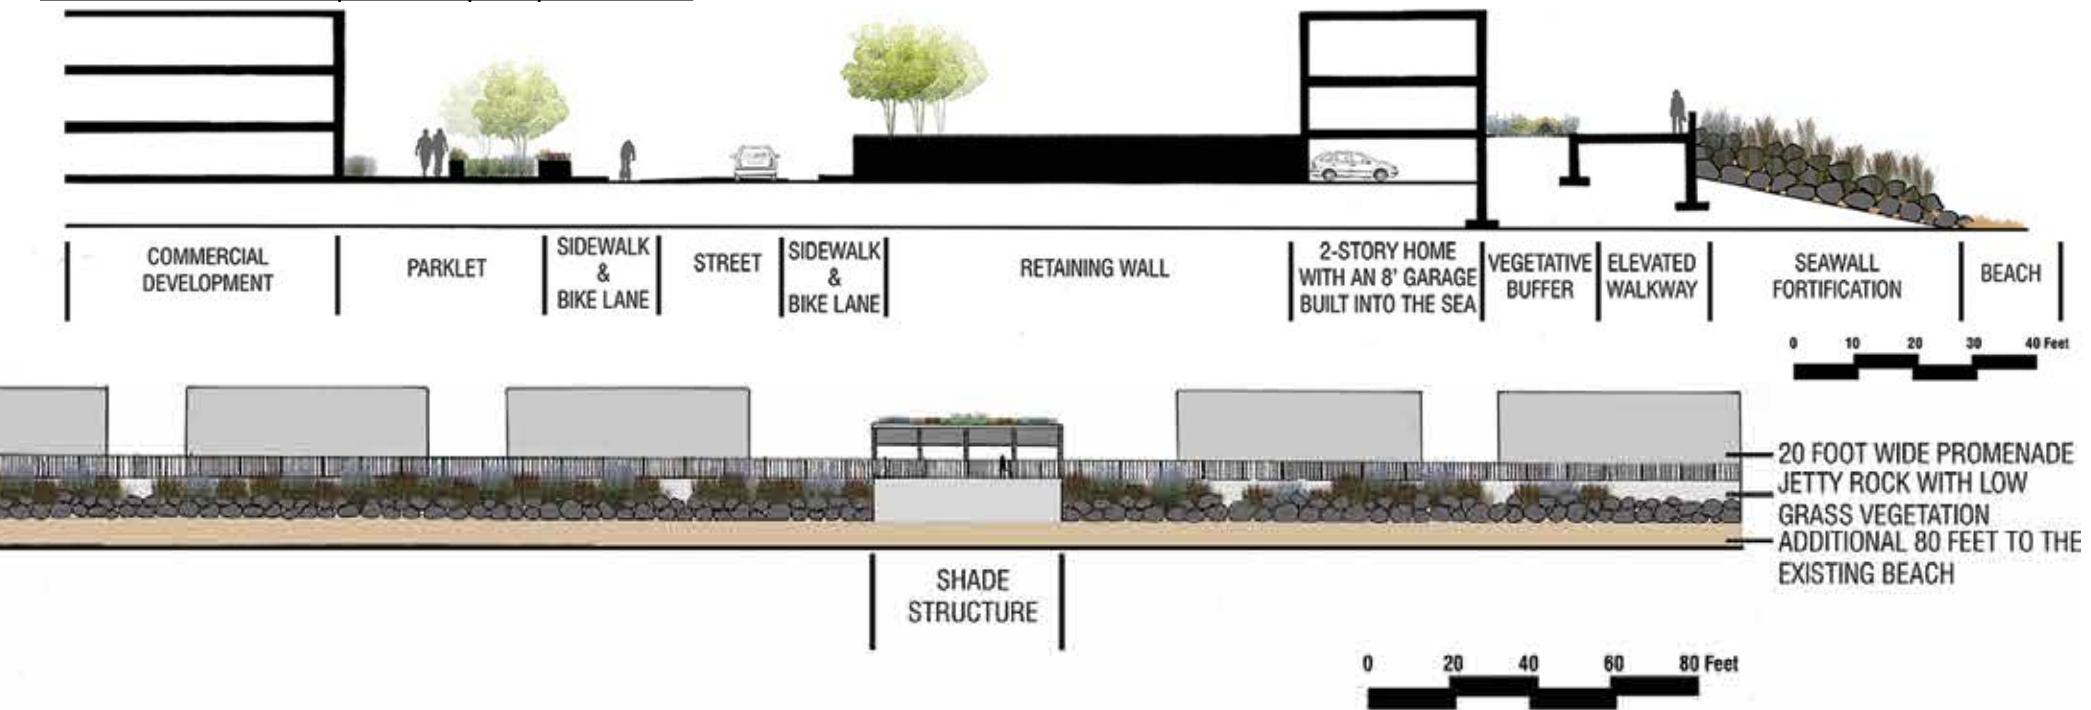 COMMERCIAL
DEVELOPMENT
PARKLET
SIDEWALK
&
BIKE LANE
STREET
SIDEWALK
&
BIKE LANE
RETAINING WALL
2-STORY HOME
WITH AN 8' GARAGE
BUILT INTO THE SEA
VEGETATIVE
BUFFER
ELEVATED
WALKWAY
SEAWALL
FORTIFICATION
BEACH
0 10 20 30 40 Feet
20 FOOT WIDE PROMENADE
JETTY ROCK WITH LOW
GRASS VEGETATION
ADDITIONAL 80 FEET TO THE
EXISTING BEACH
SHADE
STRUCTURE
0 20 40 60 80 Feet